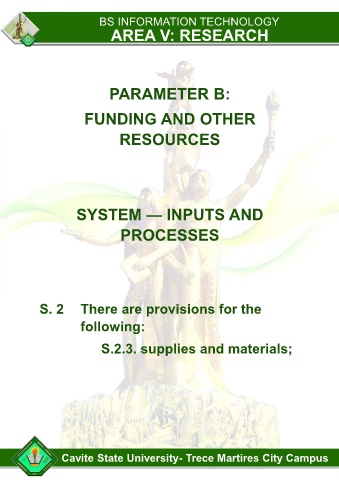 BS INFORMATION TECHNOLOGY
AREA V: RESEARCH
PARAMETER B:
FUNDING AND OTHER
RESOURCES
SYSTEM — INPUTS AND
PROCESSES
S. 2 There are provisions for the
following:
S.2.3. supplies and materials;
Cavite State University- Trece Martires City Campus